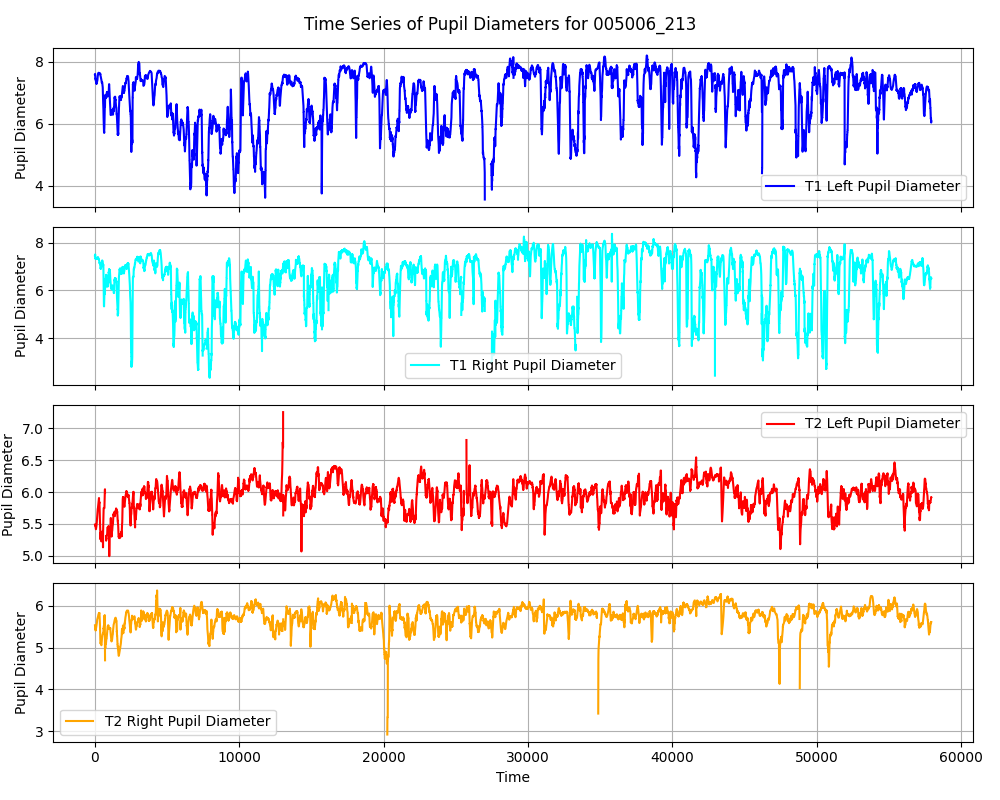 Time Series of Pupil Diameters for 005006_213
Pupil Diameter
8
6
4
T1 Left Pupil Diameter
Pupil Diameter
8
6
4
T1 Right Pupil Diameter
Pupil Diameter
7.0
6.5
6.0
5.5
5.0
T2 Left Pupil Diameter
Pupil Diameter
6
5
4
3
T2 Right Pupil Diameter
0 10000 20000 30000 40000 50000 60000
Time